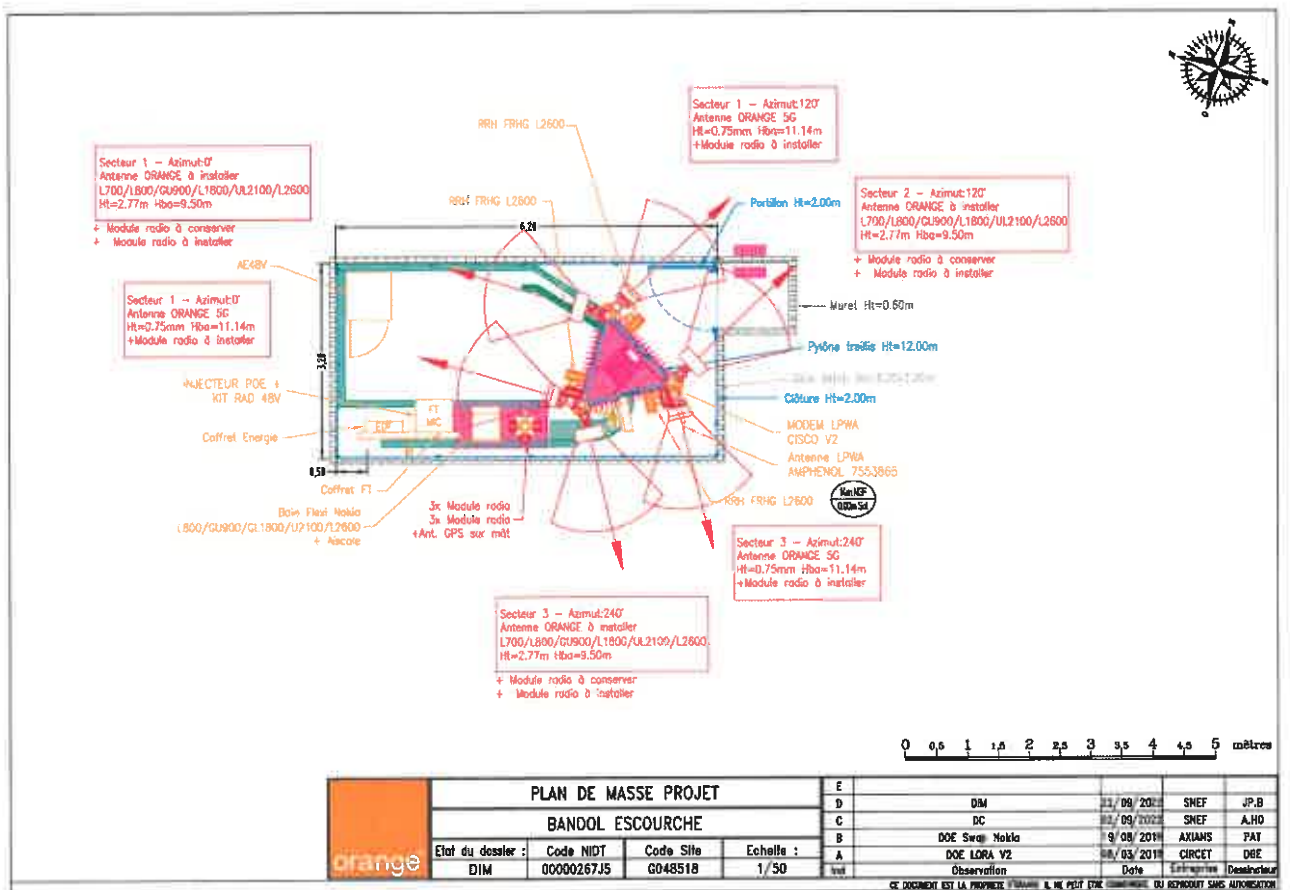 Secteur 1 - Azimut:120°
Antenne ORANGE 5G
Ht=0.75mm Hba=11.14m
+Module radio à installer
RRH FRHG L2600
Secteur 1 - Azimut:0°
Antenne ORANGE à installer
L700/L800/GU900/L1800/UL2100/L2600
Ht=2.77m Hba=9.50m
+ Module radio à conserver
+ Module radio à installer
RRH FRHG L2600
Portillon Ht=2.00m
Secteur 2 - Azimut:120°
Antenne ORANGE à installer
L700/L800/GU900/L1800/UL2100/L2600
Ht=2.77m Hba=9.50m
+ Module radio à conserver
+ Module radio à installer
6,20
AE48V
Secteur 1 - Azimut:0°
Antenne ORANGE 5G
Ht=0.75mm Hba=11.14m
+Module radio à installer
Muret Ht=0.60m
Pylône treillis Ht=12.00m
3,20
INJECTEUR POE +
KIT RAD 48V
Clôture Ht=2.00m
FT
MC
EDF
Coffret Energie
MODEM LPWA
CISCO V2
Antenne LPWA
AMPHENOL 7553865
0,50
Coffret FT
RRH FRHG L2600
Baie Flexi Nokia
L800/GU900/GL1800/U2100/L2600
+ Aiscale
3x Module radio
3x Module radio
+Ant. GPS sur mât
Secteur 3 - Azimut:240°
Antenne ORANGE 5G
Ht=0.75mm Hba=11.14m
+Module radio à installer
Secteur 3 - Azimut:240°
Antenne ORANGE à installer
L700/L800/GU900/L1800/UL2100/L2600
Ht=2.77m Hba=9.50m
+ Module radio à conserver
+ Module radio à installer
0 0,5 1 1,5 2 2,5 3 3,5 4 4,5 5 mètres
orange
PLAN DE MASSE PROJET
BANDOL ESCOURCHE
Etat du dossier : Code NIDT Code Site Echelle :
DIM 00000267J5 G048518 1/50
E
D DIM SNEF JP.B
C DC SNEF A.HO
B DOE Swap Nokia AXIANS PAT
A DOE LORA V2 CIRCET DBE
Ind Observation Date Entreprise Dessinateur
CE DOCUMENT EST LA PROPRIETE IL NE PEUT ETRE OU REPRODUIT SANS AUTORISATION